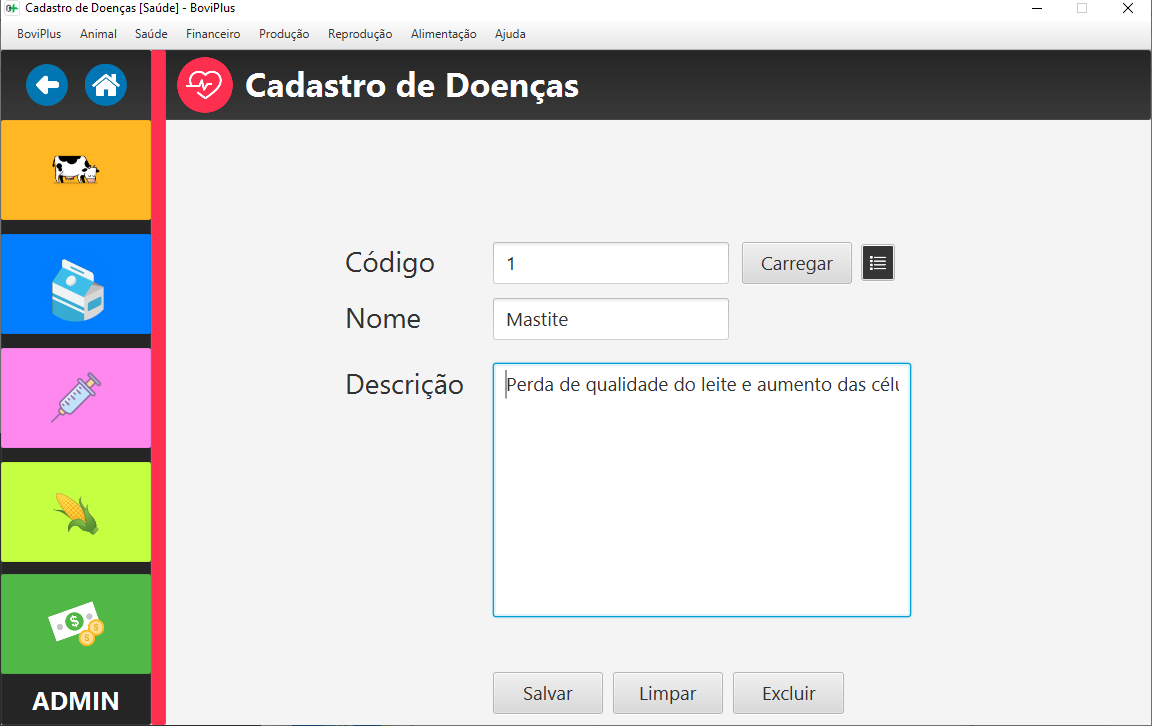 Cadastro de Doenças [Saúde] - BoviPlus
BoviPlus Animal Saúde Financeiro Produção Reprodução Alimentação Ajuda
Cadastro de Doenças
Código 1 Carregar
Nome Mastite
Descrição Perda de qualidade do leite e aumento das célu
Salvar Limpar Excluir
ADMIN